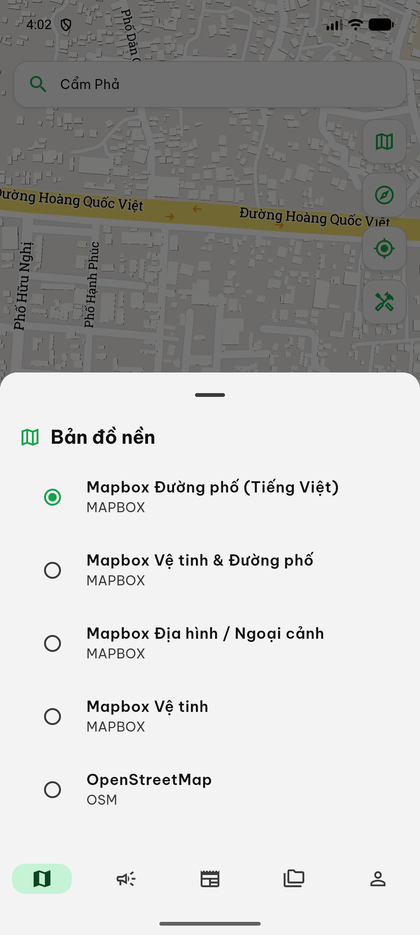 4:02
Phố Dân
Cẩm Phả
Đường Hoàng Quốc Việt
Đường Hoàng Quốc Việt
Phố Hữu Nghị
Phố Hạnh Phúc
Bản đồ nền
Mapbox Đường phố (Tiếng Việt)
MAPBOX
Mapbox Vệ tinh & Đường phố
MAPBOX
Mapbox Địa hình / Ngoại cảnh
MAPBOX
Mapbox Vệ tinh
MAPBOX
OpenStreetMap
OSM